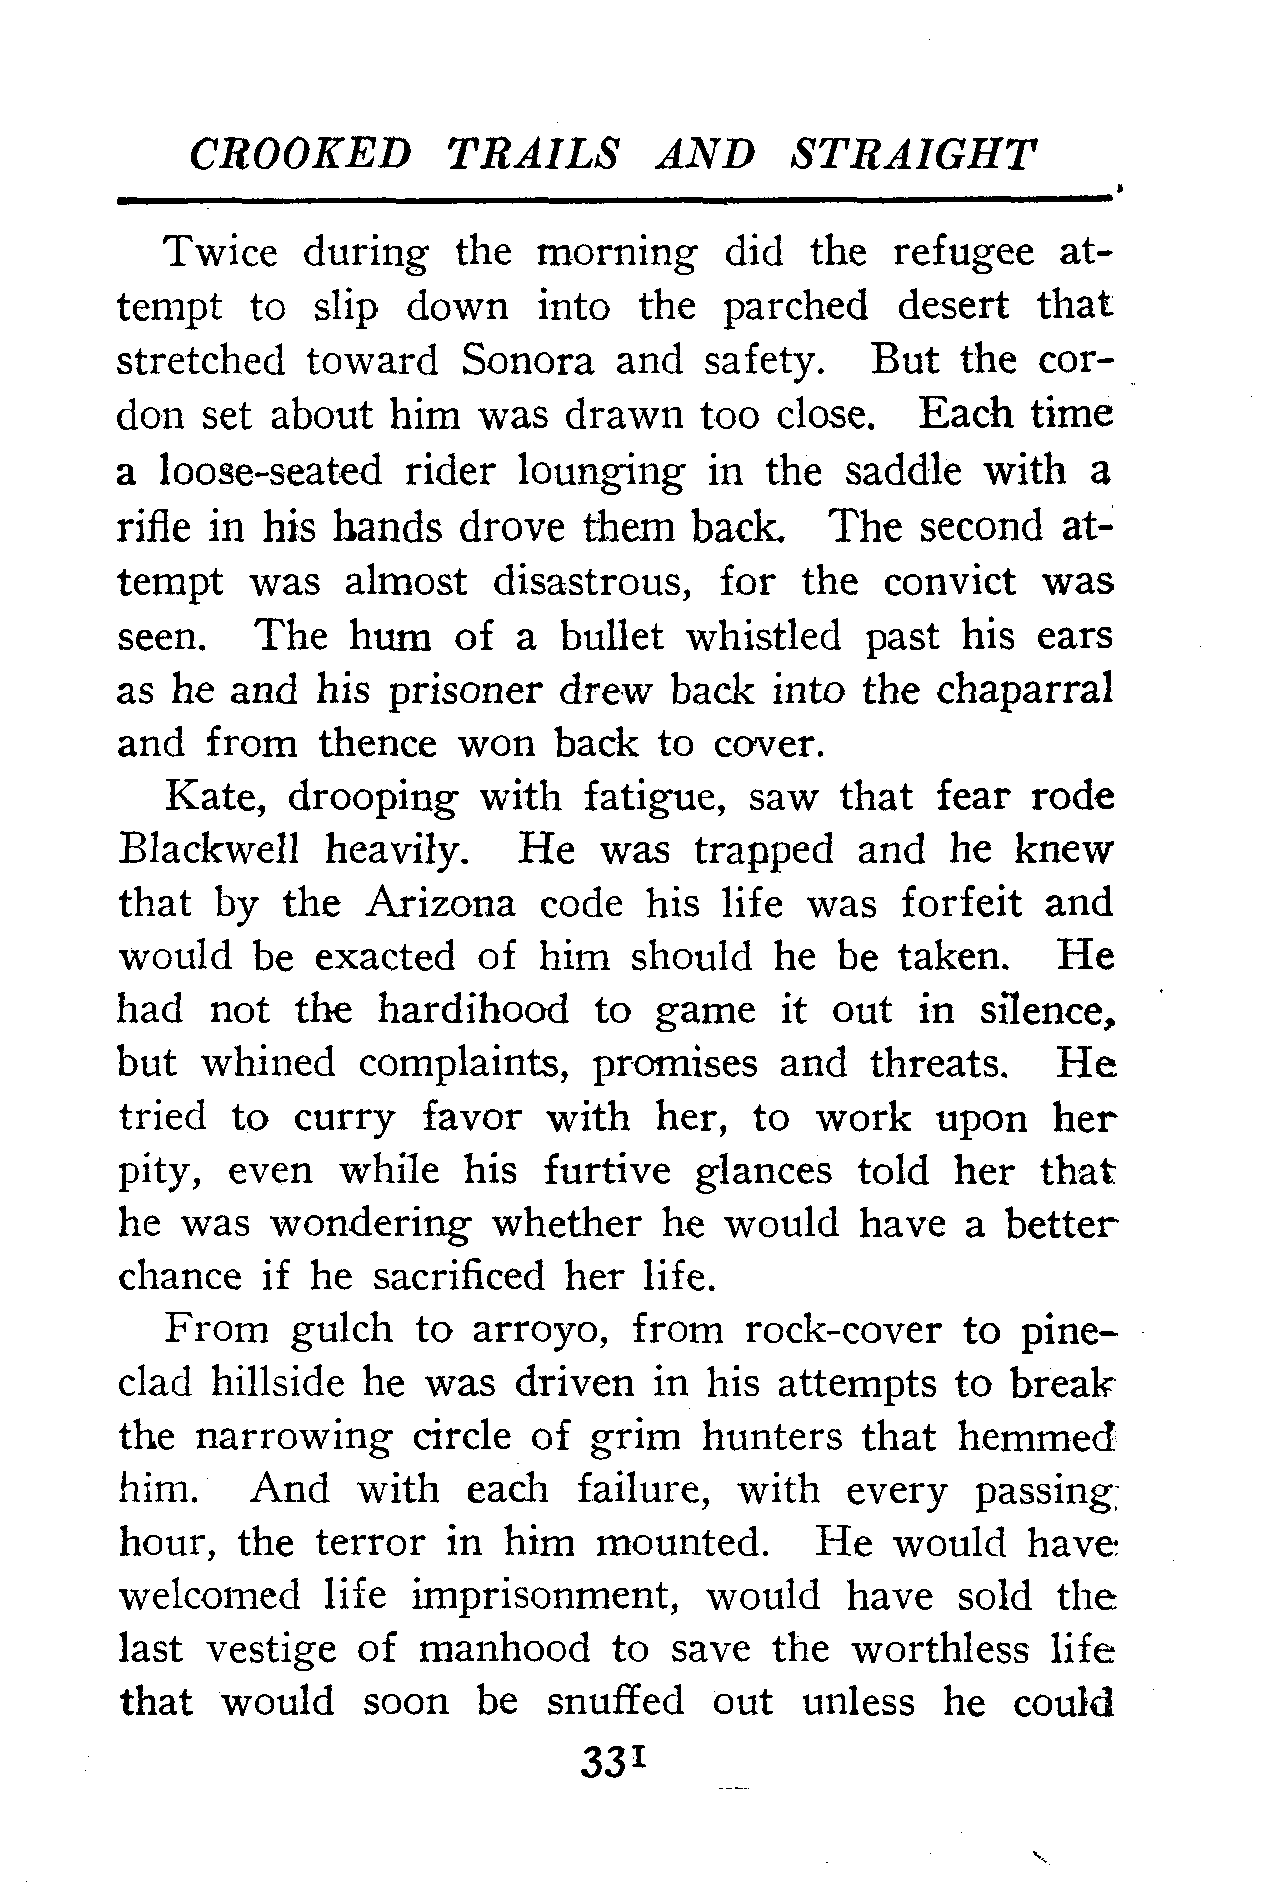 CROOKED TRAILS AND STRAIGHT
Twice during the morning did the refugee at-
tempt to slip down into the parched desert that
stretched toward Sonora and safety. But the cor-
don set about him was drawn too close. Each time
a loose-seated rider lounging in the saddle with a
rifle in his hands drove them back. The second at-
tempt was almost disastrous, for the convict was
seen. The hum of a bullet whistled past his ears
as he and his prisoner drew back into the chaparral
and from thence won back to cover.
Kate, drooping with fatigue, saw that fear rode
Blackwell heavily. He was trapped and he knew
that by the Arizona code his life was forfeit and
would be exacted of him should he be taken. He
had not the hardihood to game it out in silence,
but whined complaints, promises and threats. He
tried to curry favor with her, to work upon her
pity, even while his furtive glances told her that
he was wondering whether he would have a better
chance if he sacrificed her life.
From gulch to arroyo, from rock-cover to pine-
clad hillside he was driven in his attempts to break
the narrowing circle of grim hunters that hemmed
him. And with each failure, with every passing
hour, the terror in him mounted. He would have
welcomed life imprisonment, would have sold the
last vestige of manhood to save the worthless life
that would soon be snuffed out unless he could
331